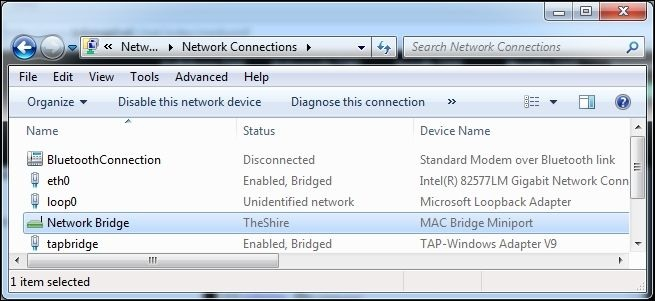 « Netw... ▸ Network Connections ▸ Search Network Connections
File Edit View Tools Advanced Help
Organize ▾ Disable this network device Diagnose this connection »
Name Status Device Name
BluetoothConnection Disconnected Standard Modem over Bluetooth link
eth0 Enabled, Bridged Intel(R) 82577LM Gigabit Network Conn
loop0 Unidentified network Microsoft Loopback Adapter
Network Bridge TheShire MAC Bridge Miniport
tapbridge Enabled, Bridged TAP-Windows Adapter V9
1 item selected